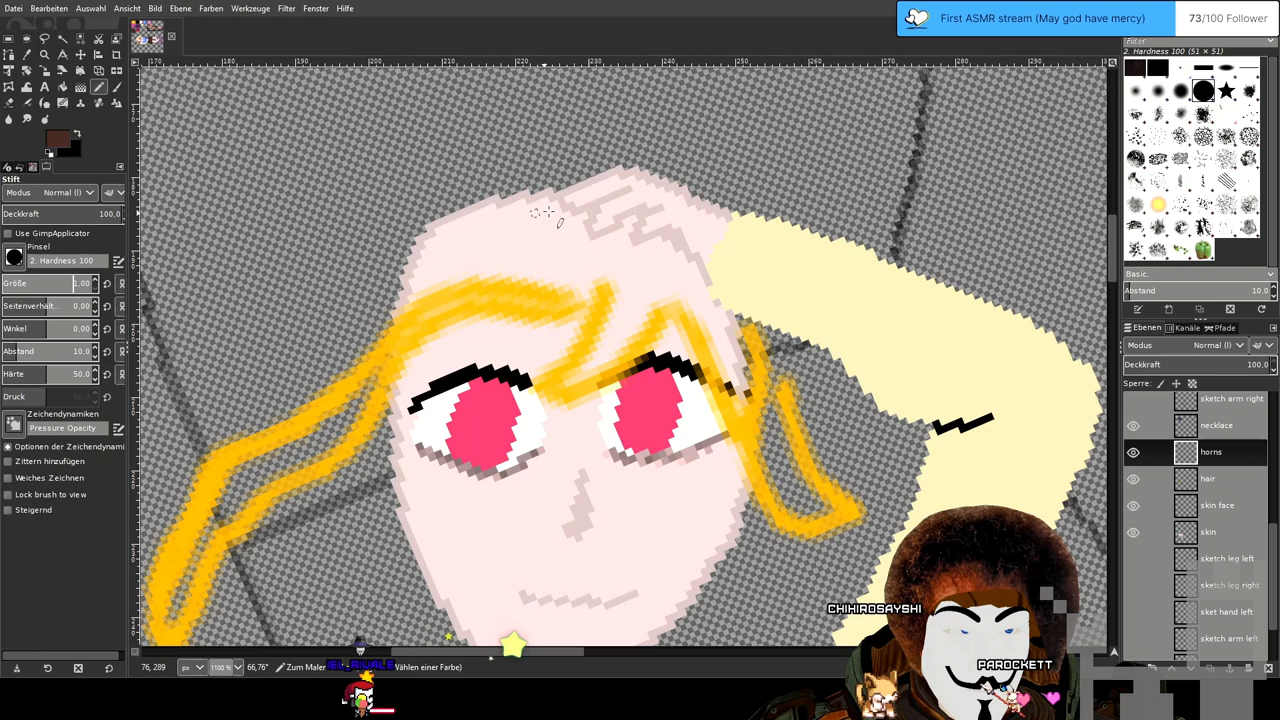 Datei Bearbeiten Auswahl Ansicht Bild Ebene Farben Werkzeuge Filter Fenster Hilfe
First ASMR stream (May god have mercy)
73/100 Follower
Filter
2. Hardness 100 (51 × 51)
Stift
Modus Normal (l)
Deckkraft 100,0
Use GimpApplicator
Pinsel
2. Hardness 100
Größe 1,00
Seitenverhält... 0,00
Winkel 0,00
Abstand 10,0
Härte 50,0
Druck 50,0
Zeichendynamiken
Pressure Opacity
Optionen der Zeichendynami
Zittern hinzufügen
Weiches Zeichnen
Lock brush to view
Steigernd
Basic.
Abstand 10,0
Ebenen Kanäle Pfade
Modus Normal (l)
Deckkraft 100,0
Sperre:
sketch arm right
necklace
horns
hair
skin face
skin
sketch leg left
sketch leg right
sket hand left
sketch arm left
CHIHIROSAYSHI
PAROCKETT
76, 289 px 1100 % 66,76°